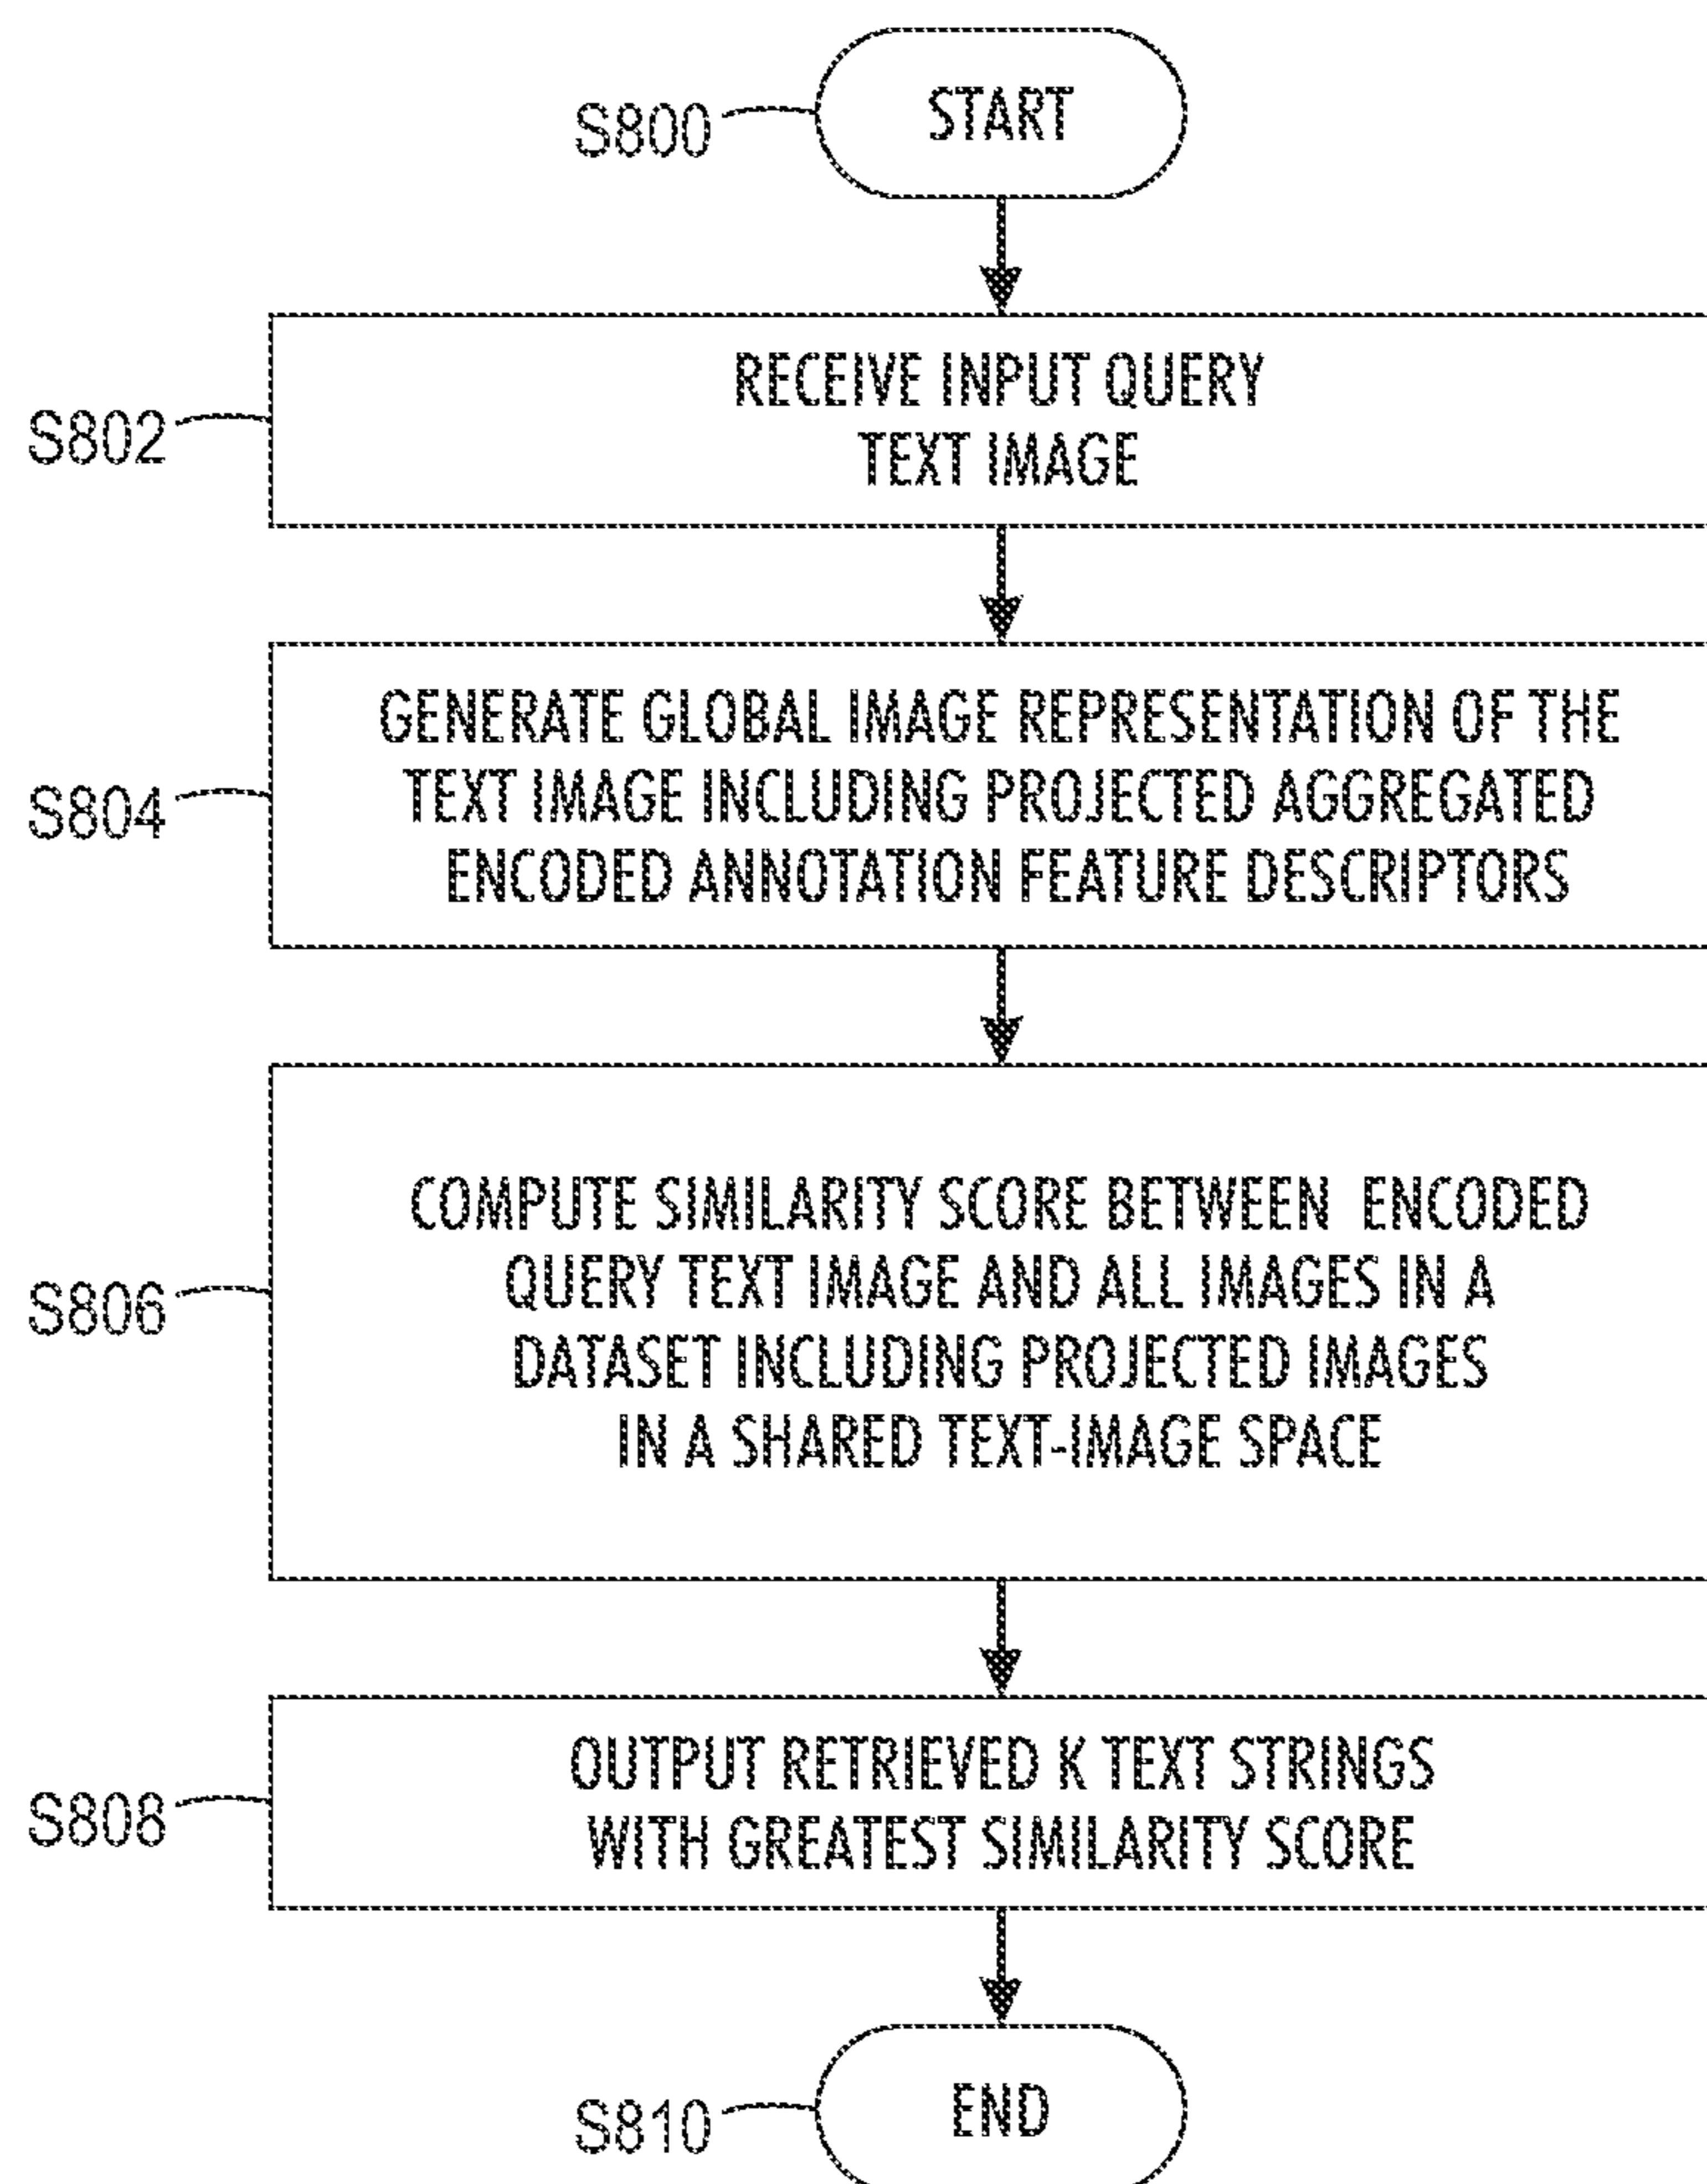 S800
START
S802
RECEIVE INPUT QUERY
TEXT IMAGE
S804
GENERATE GLOBAL IMAGE REPRESENTATION OF THE
TEXT IMAGE INCLUDING PROJECTED AGGREGATED
ENCODED ANNOTATION FEATURE DESCRIPTORS
S806
COMPUTE SIMILARITY SCORE BETWEEN ENCODED
QUERY TEXT IMAGE AND ALL IMAGES IN A
DATASET INCLUDING PROJECTED IMAGES
IN A SHARED TEXT-IMAGE SPACE
S808
OUTPUT RETRIEVED K TEXT STRINGS
WITH GREATEST SIMILARITY SCORE
S810
END